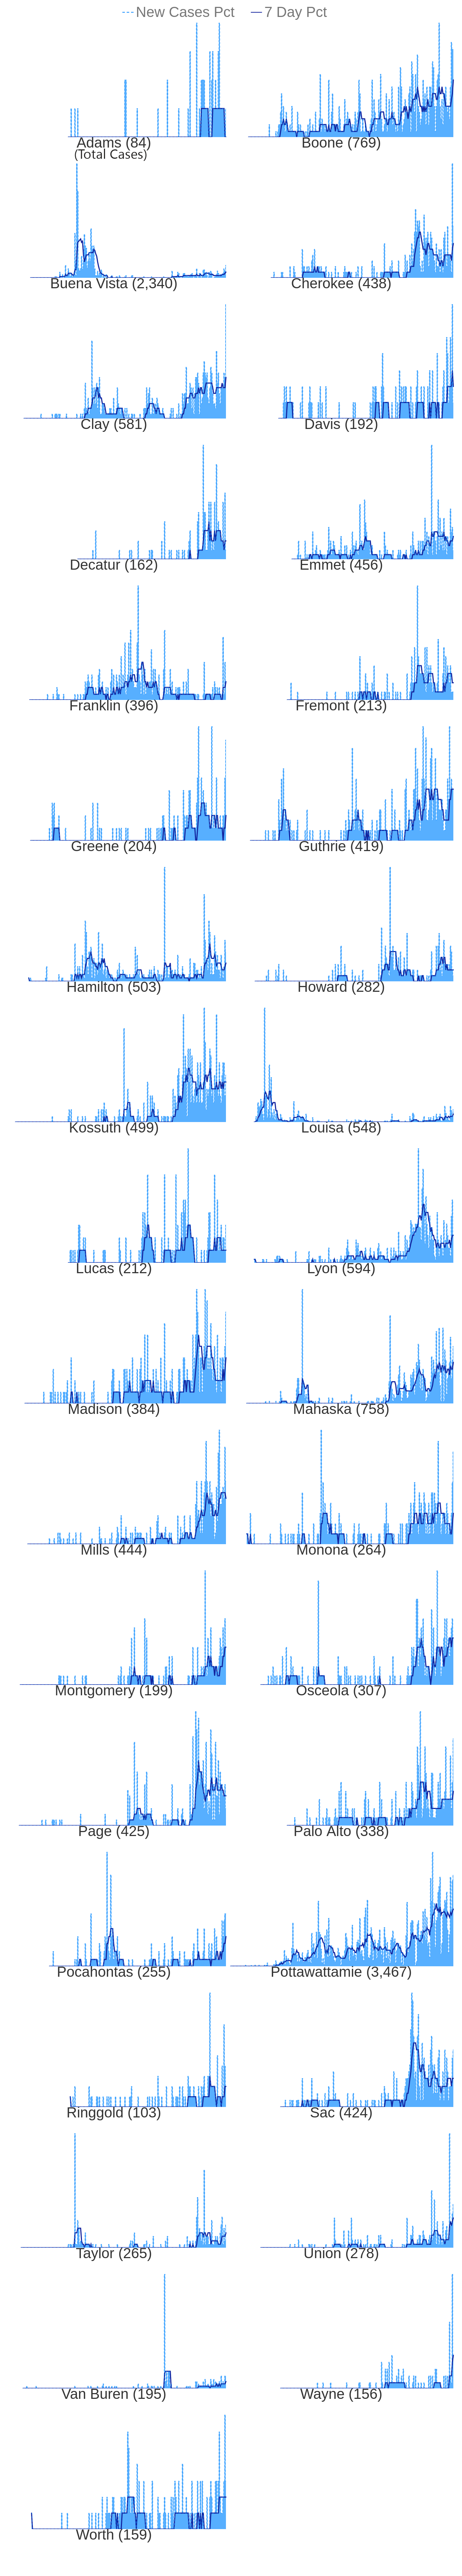 New Cases Pct 7 Day Pct
Adams (84) Boone (769)
(Total Cases)
Buena Vista (2,340) Cherokee (438)
Clay (581) Davis (192)
Decatur (162) Emmet (456)
Franklin (396) Fremont (213)
Greene (204) Guthrie (419)
Hamilton (503) Howard (282)
Kossuth (499) Louisa (548)
Lucas (212) Lyon (594)
Madison (384) Mahaska (758)
Mills (444) Monona (264)
Montgomery (199) Osceola (307)
Page (425) Palo Alto (338)
Pocahontas (255) Pottawattamie (3,467)
Ringgold (103) Sac (424)
Taylor (265) Union (278)
Van Buren (195) Wayne (156)
Worth (159)